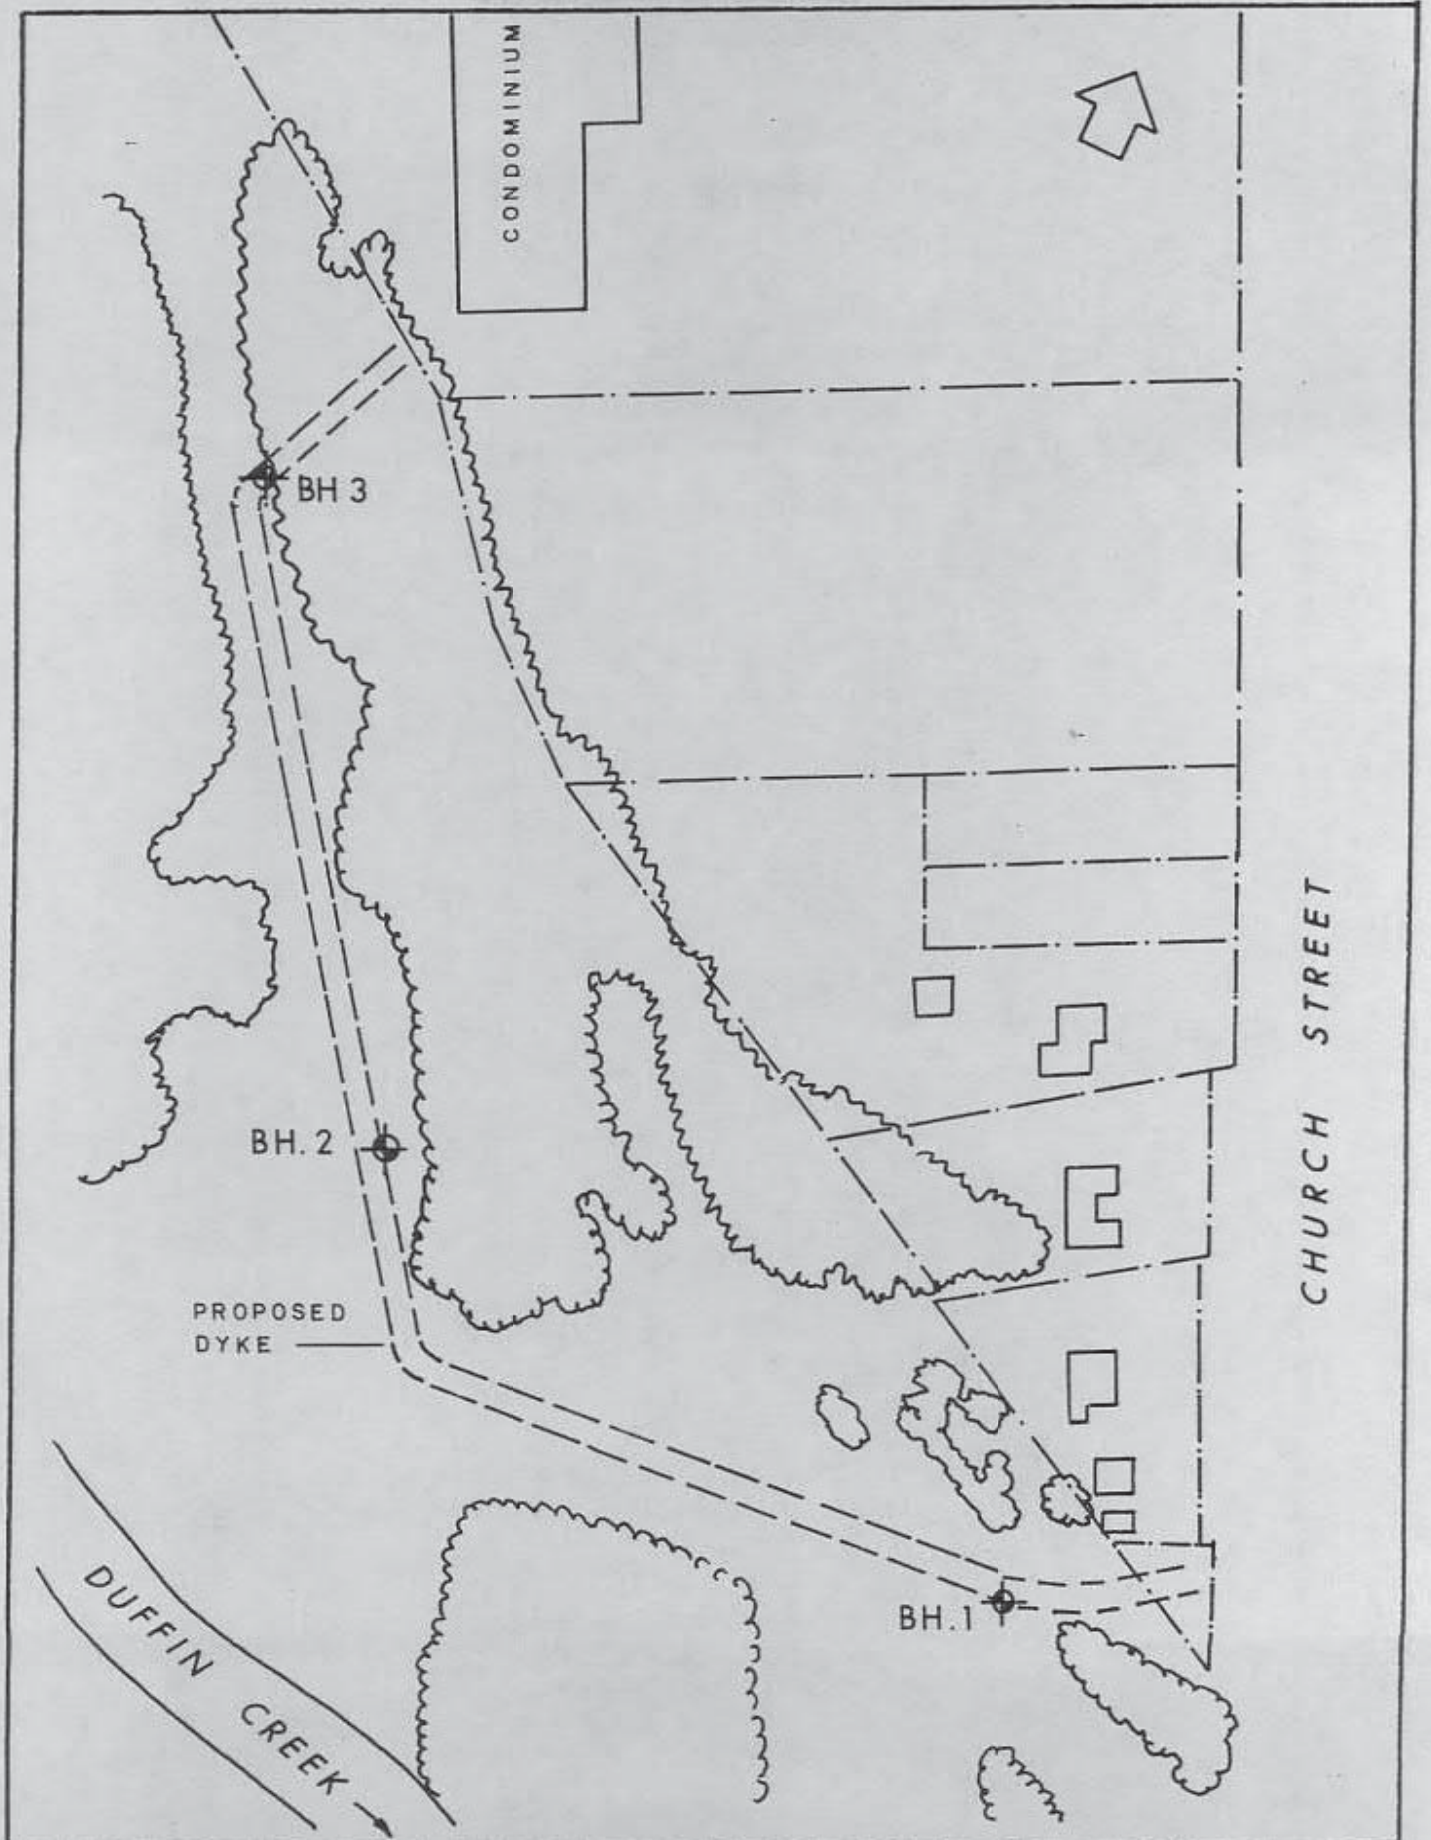 CONDOMINIUM
BH 3
BH. 2
PROPOSED
DYKE
CHURCH STREET
BH. 1
DUFFIN CREEK